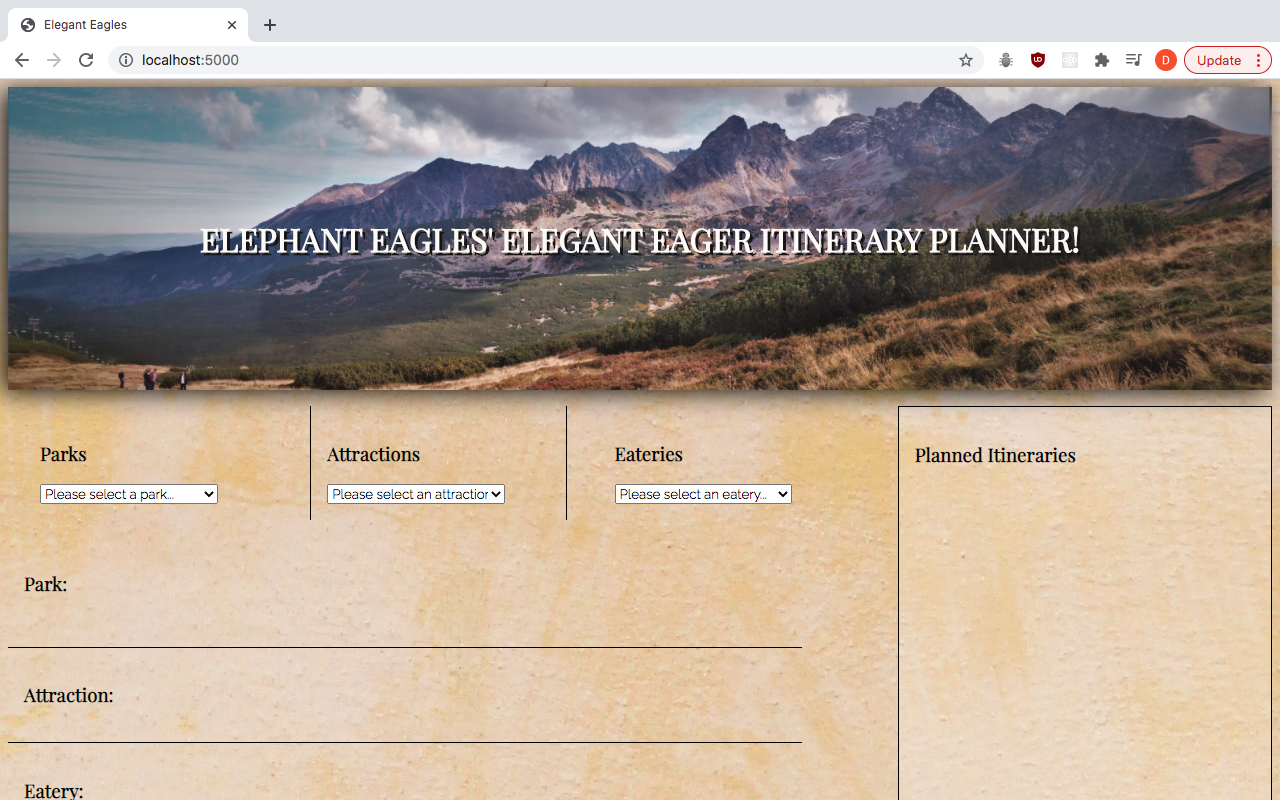 Elegant Eagles
localhost:5000
D
Update
ELEPHANT EAGLES' ELEGANT EAGER ITINERARY PLANNER!
Parks
Please select a park...
Attractions
Please select an attraction
Eateries
Please select an eatery...
Planned Itineraries
Park:
Attraction:
Eatery: